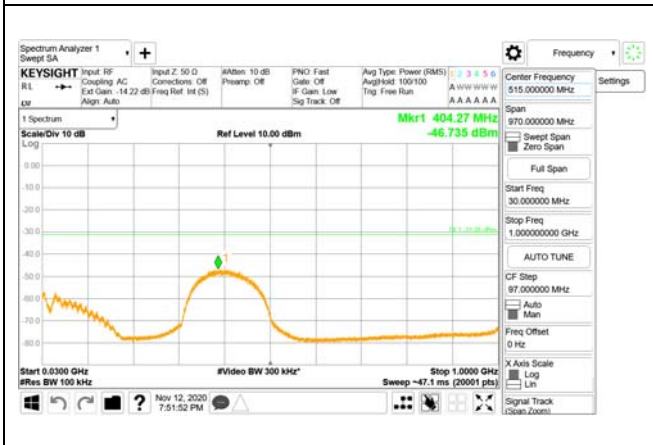 Spectrum Analyzer 1
Swept SA
+
Frequency
KEYSIGHT
Input: RF
Input Z: 50 Ω
#Atten: 10 dB
PNO: Fast
Avg Type: Power (RMS)
1 2 3 4 5 6
RL
Coupling: AC
Corrections: Off
Preamp: Off
Gate: Off
Avg|Hold: 100/100
A W W W W W
Ext Gain: -14.22 dB
Freq Ref: Int (S)
IF Gain: Low
Trig: Free Run
Align: Auto
Sig Track: Off
A A A A A A
Center Frequency
515.000000 MHz
Settings
1 Spectrum
Mkr1 404.27 MHz
Scale/Div 10 dB
Ref Level 10.00 dBm
-46.735 dBm
Log
0.00
-10.0
-20.0
-30.0
-40.0
-50.0
-60.0
-70.0
-80.0
1
Span
970.000000 MHz
Swept Span
Zero Span
Full Span
Start Freq
30.000000 MHz
Stop Freq
1.000000000 GHz
AUTO TUNE
CF Step
97.000000 MHz
Auto
Man
Freq Offset
0 Hz
X Axis Scale
Log
Lin
Signal Track
(Span Zoom)
Start 0.0300 GHz
#Video BW 300 kHz*
Stop 1.0000 GHz
#Res BW 100 kHz
Sweep ~47.1 ms (20001 pts)
?
Nov 12, 2020
7:51:52 PM